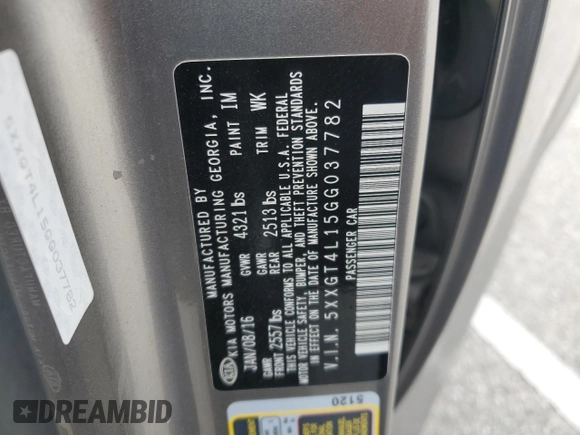 MANUFACTURED BY
KIA KIA MOTORS MANUFACTURING GEORGIA, INC.
JAN/08/16 GVWR 4321 lbs PAINT IM
GAWR FRONT 2557 lbs GAWR REAR 2513 lbs TRIM WK
THIS VEHICLE CONFORMS TO ALL APPLICABLE U.S.A. FEDERAL
MOTOR VEHICLE SAFETY, BUMPER, AND THEFT PREVENTION STANDARDS
IN EFFECT ON THE DATE OF MANUFACTURE SHOWN ABOVE.
V.I.N. 5XXGT4L15GG037782
PASSENGER CAR
5120
DREAMBID